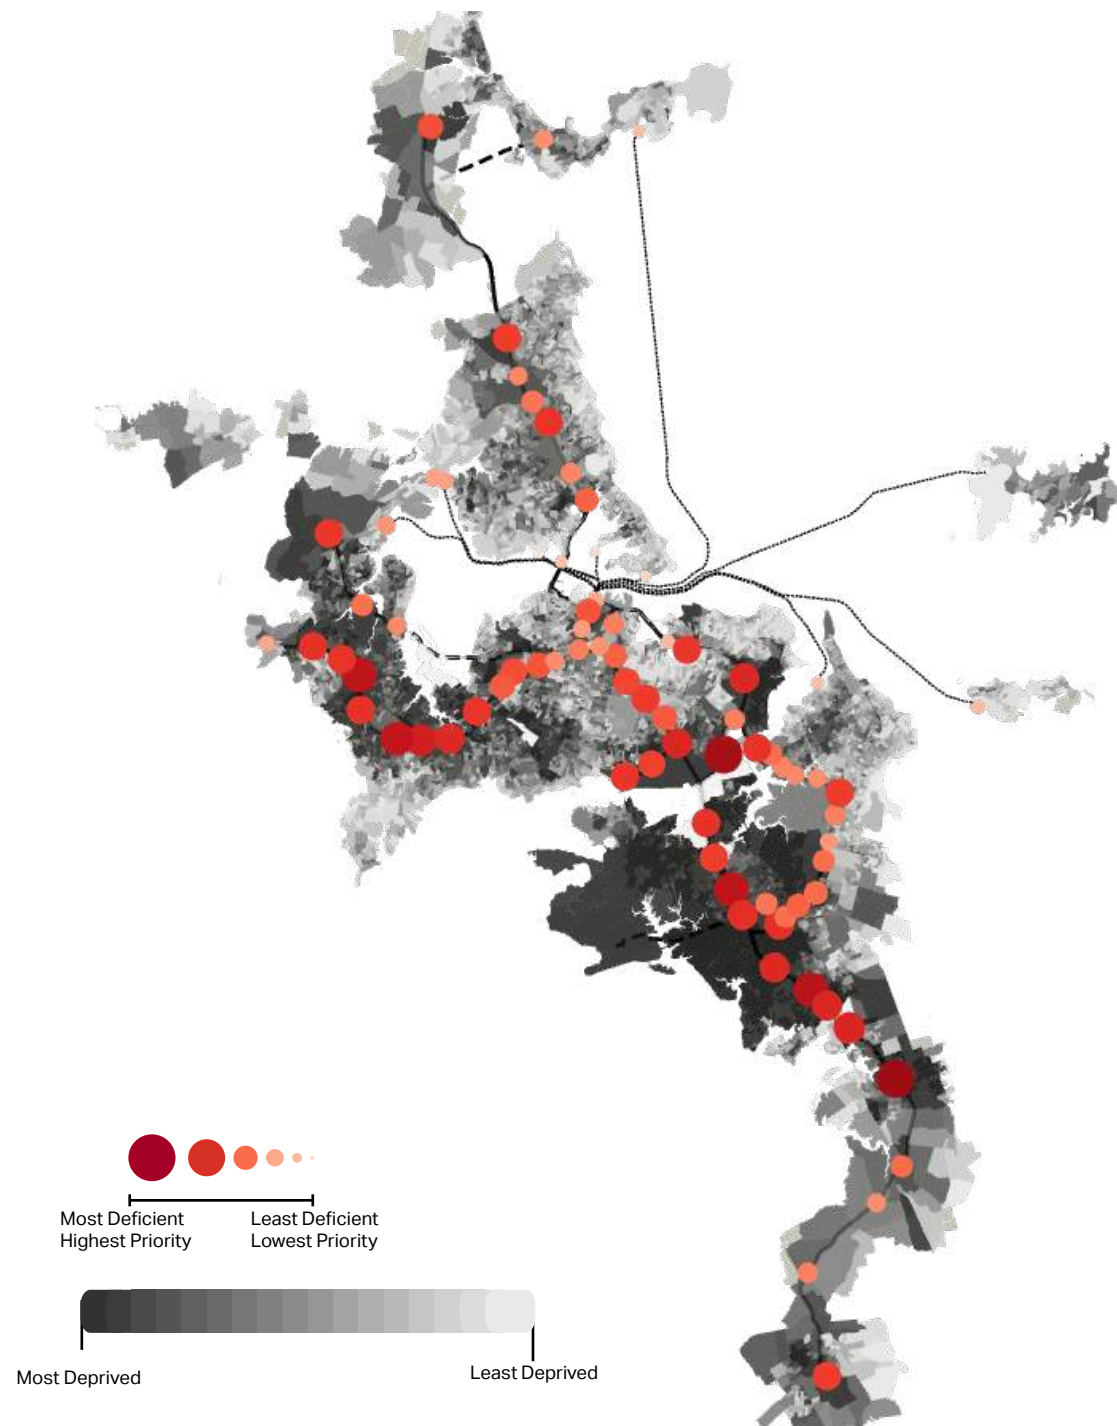 Most Deficient
Highest Priority
Least Deficient
Lowest Priority
Most Deprived
Least Deprived